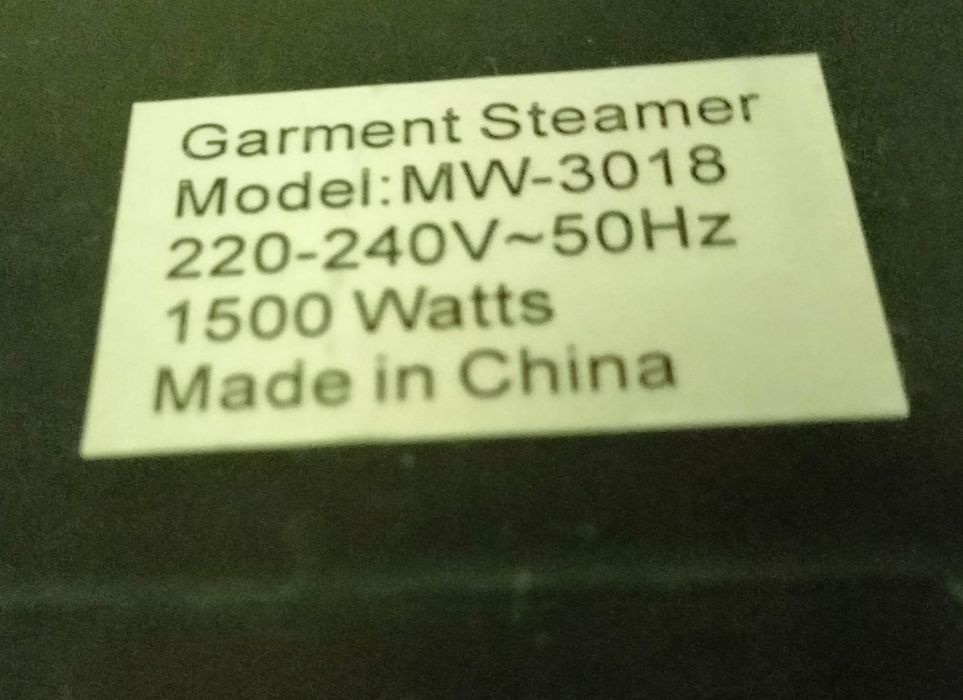 Garment Steamer
Model:MW-3018
220-240V~50Hz
1500 Watts
Made in China